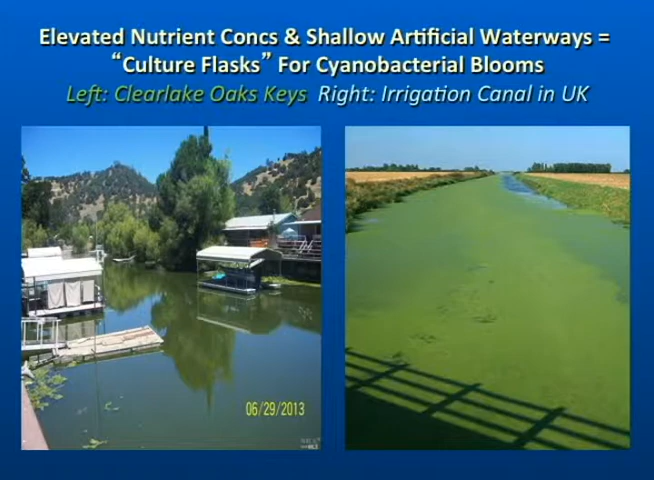 Elevated Nutrient Concs & Shallow Artificial Waterways =
“Culture Flasks” For Cyanobacterial Blooms
Left: Clearlake Oaks Keys Right: Irrigation Canal in UK
06/29/2013